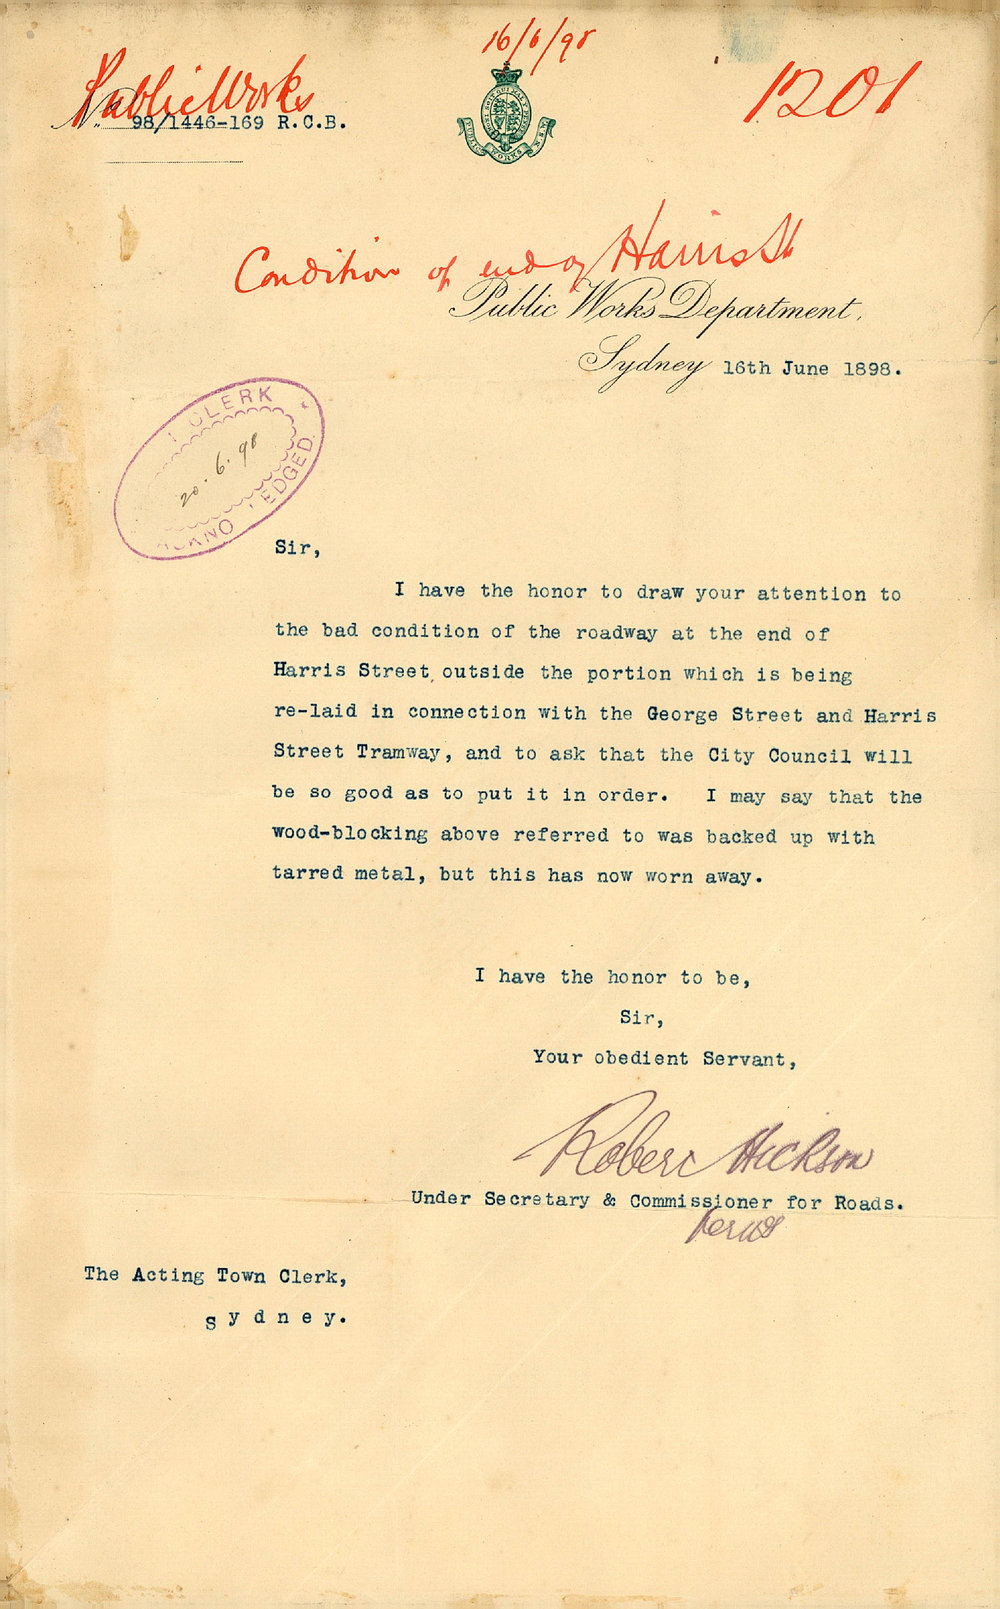 16/6/98
Public Works
1201
No. 98/1446-169 R.C.B.
PUBLIC WORKS N.S.W.
Condition of end of Harris St
Public Works Department,
Sydney 16th June 1898.
CLERK
20.6.98
Sir,
I have the honor to draw your attention to
the bad condition of the roadway at the end of
Harris Street, outside the portion which is being
re-laid in connection with the George Street and Harris
Street Tramway, and to ask that the City Council will
be so good as to put it in order. I may say that the
wood-blocking above referred to was backed up with
tarred metal, but this has now worn away.
I have the honor to be,
Sir,
Your obedient Servant,
Robert Hickson
Under Secretary & Commissioner for Roads.
The Acting Town Clerk,
Sydney.